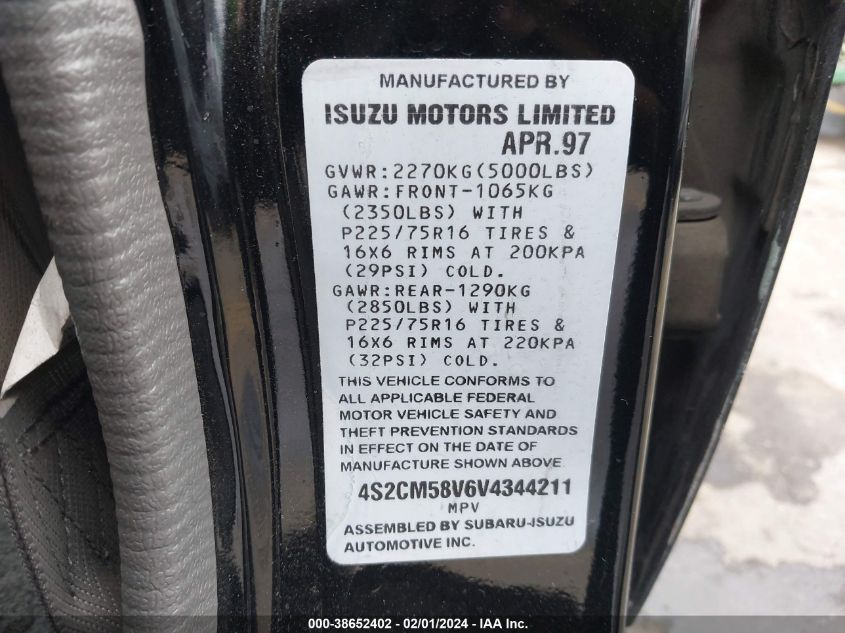 MANUFACTURED BY
ISUZU MOTORS LIMITED
APR.97
GVWR:2270KG(5000LBS)
GAWR:FRONT-1065KG
(2350LBS) WITH
P225/75R16 TIRES &
16X6 RIMS AT 200KPA
(29PSI) COLD.
GAWR:REAR-1290KG
(2850LBS) WITH
P225/75R16 TIRES &
16X6 RIMS AT 220KPA
(32PSI) COLD.
THIS VEHICLE CONFORMS TO
ALL APPLICABLE FEDERAL
MOTOR VEHICLE SAFETY AND
THEFT PREVENTION STANDARDS
IN EFFECT ON THE DATE OF
MANUFACTURE SHOWN ABOVE
4S2CM58V6V4344211
MPV
ASSEMBLED BY SUBARU-ISUZU
AUTOMOTIVE INC.
000-38652402 - 02/01/2024 - IAA Inc.